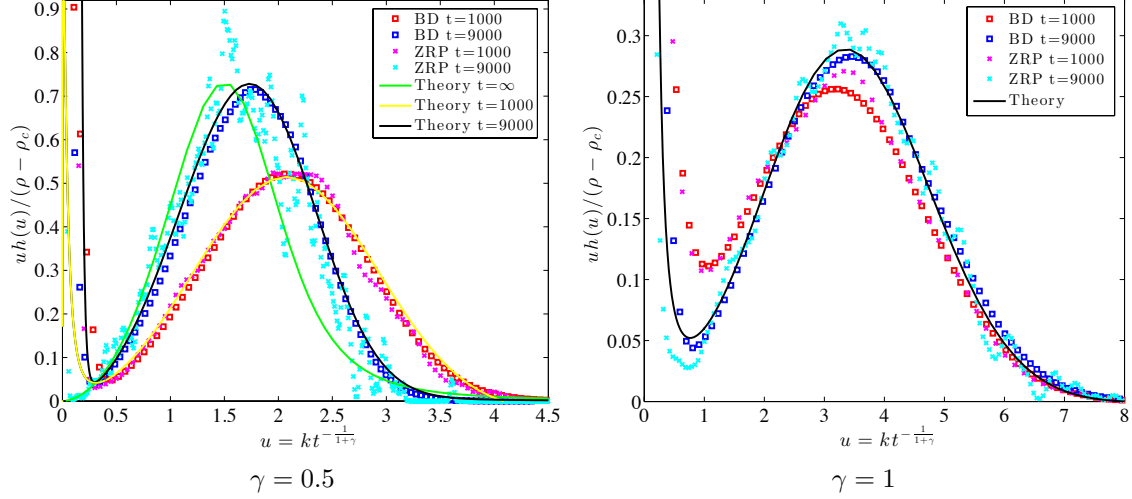 0.9
0.8
0.7
0.6
0.5
0.4
0.3
0.2
0.1
0
uh(u)/(ρ − ρc)
BD t=1000
BD t=9000
ZRP t=1000
ZRP t=9000
Theory t=∞
Theory t=1000
Theory t=9000
0 0.5 1 1.5 2 2.5 3 3.5 4 4.5
u = kt^{-\frac{1}{1+γ}}
γ = 0.5
0.3
0.25
0.2
0.15
0.1
0.05
0
uh(u)/(ρ − ρc)
BD t=1000
BD t=9000
ZRP t=1000
ZRP t=9000
Theory
0 1 2 3 4 5 6 7 8
u = kt^{-\frac{1}{1+γ}}
γ = 1